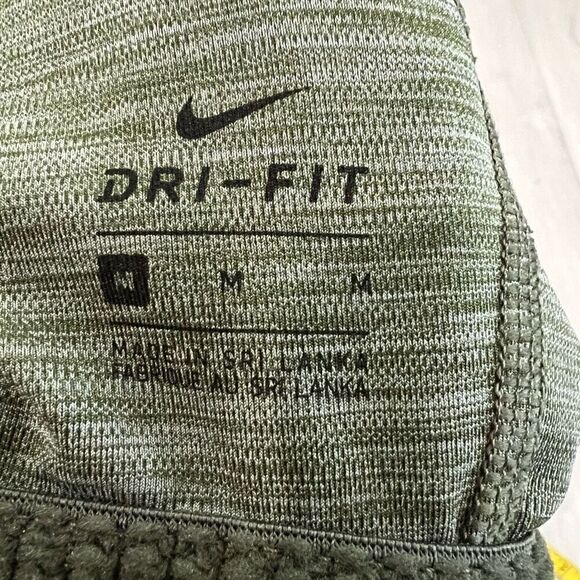 DRI-FIT
M M M
MADE IN SRI LANKA
FABRIQUE AU SRI LANKA